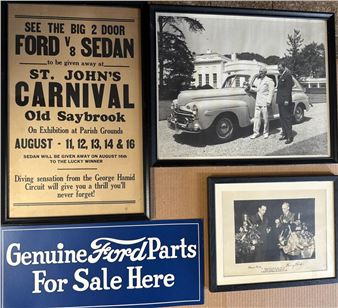 SEE THE BIG 2 DOOR
FORD V 8 SEDAN
to be given away at
ST. JOHN'S
CARNIVAL
Old Saybrook
On Exhibition at Parish Grounds
AUGUST - 11, 12, 13, 14 & 16
SEDAN WILL BE GIVEN AWAY ON AUGUST 16th
TO THE LUCKY WINNER
Diving sensation from the George Hamid
Circuit will give you a thrill you'll
never forget!
Genuine Ford Parts
For Sale Here